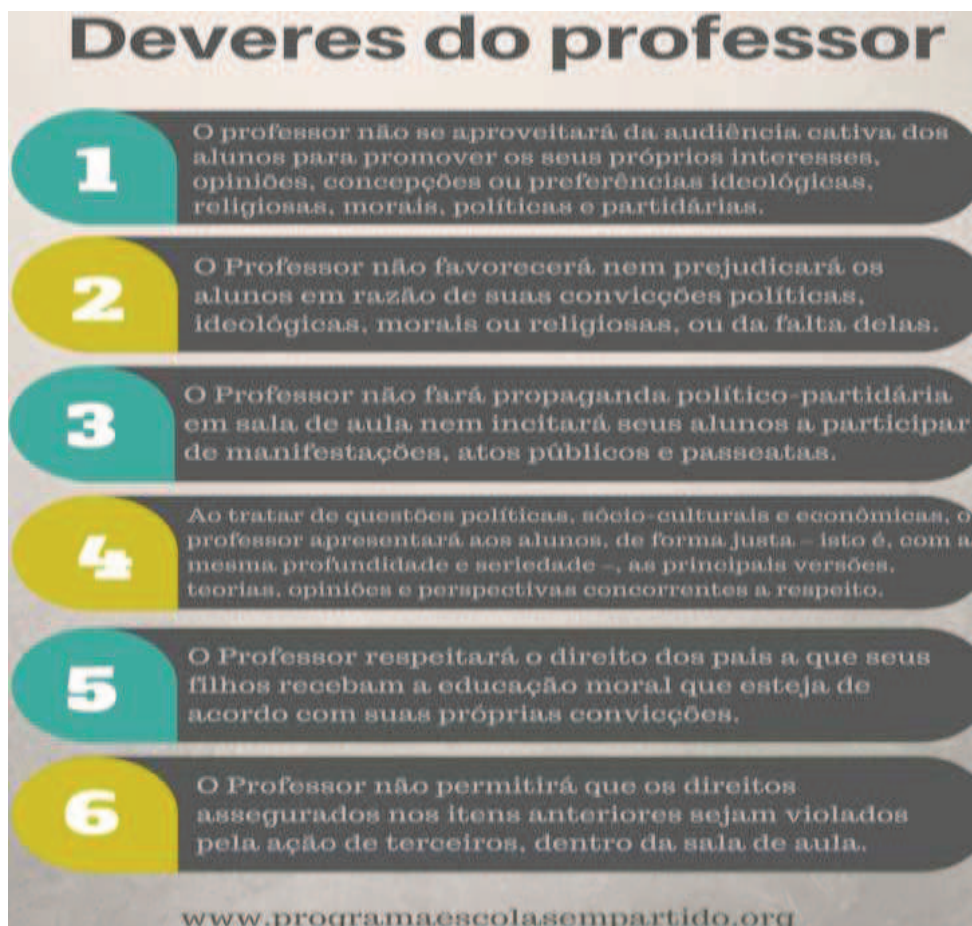 Deveres do professor
1
O professor não se aproveitará da audiência cativa dos
alunos para promover os seus próprios interesses,
opiniões, concepções ou preferências ideológicas,
religiosas, morais, políticas e partidárias.
2
O Professor não favorecerá nem prejudicará os
alunos em razão de suas convicções políticas,
ideológicas, morais ou religiosas, ou da falta delas.
3
O Professor não fará propaganda político-partidária
em sala de aula nem incitará seus alunos a participar
de manifestações, atos públicos e passeatas.
4
Ao tratar de questões políticas, sócio-culturais e econômicas, o
professor apresentará aos alunos, de forma justa – isto é, com a
mesma profundidade e seriedade –, as principais versões,
teorias, opiniões e perspectivas concorrentes a respeito.
5
O Professor respeitará o direito dos pais a que seus
filhos recebam a educação moral que esteja de
acordo com suas próprias convicções.
6
O Professor não permitirá que os direitos
assegurados nos itens anteriores sejam violados
pela ação de terceiros, dentro da sala de aula.
www.programaescolasempartido.org